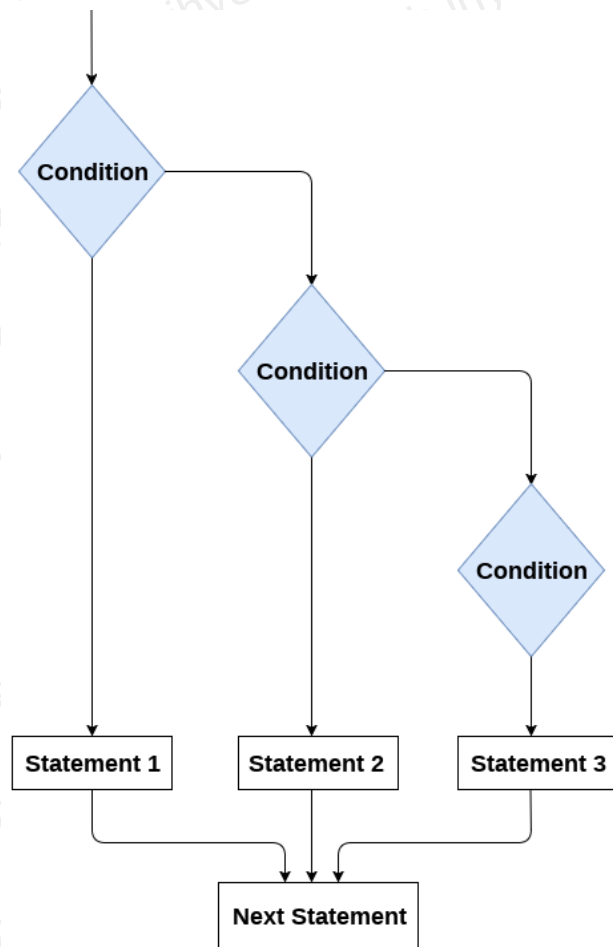 Condition
Condition
Condition
Statement 1
Statement 2
Statement 3
Next Statement